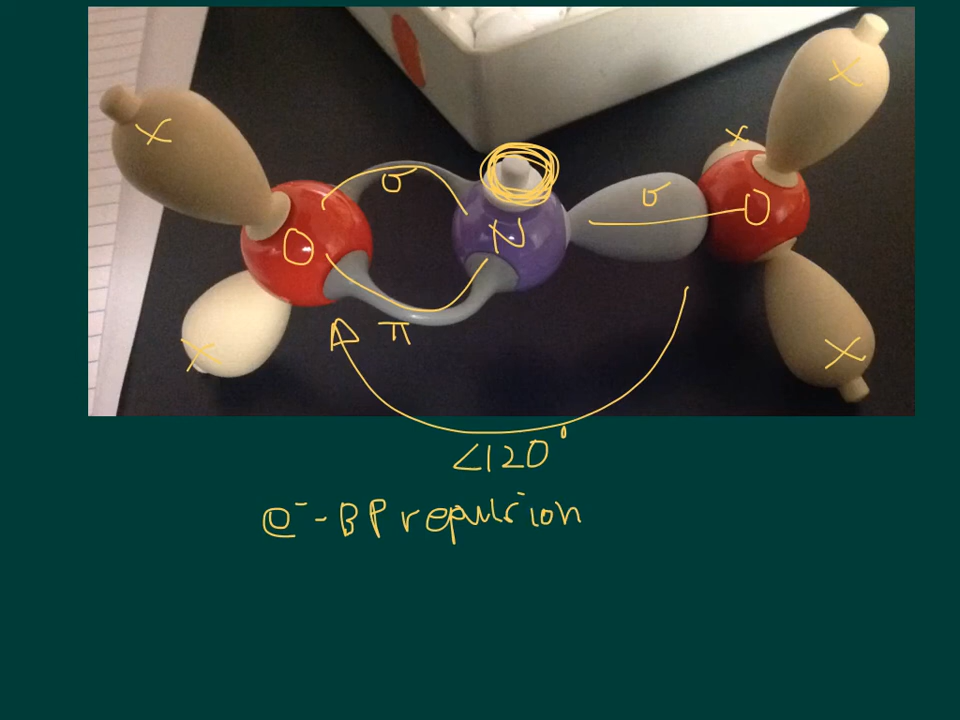 X X
X
σ σ
O N O
π
X X
<120°
e⁻-BP repulsion